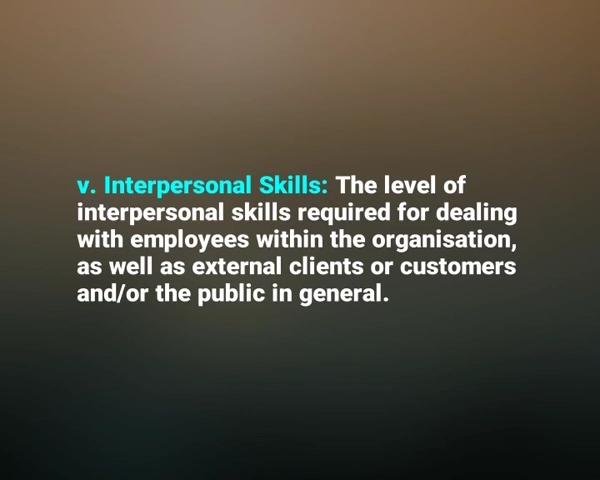 v. Interpersonal Skills: The level of
interpersonal skills required for dealing
with employees within the organisation,
as well as external clients or customers
and/or the public in general.